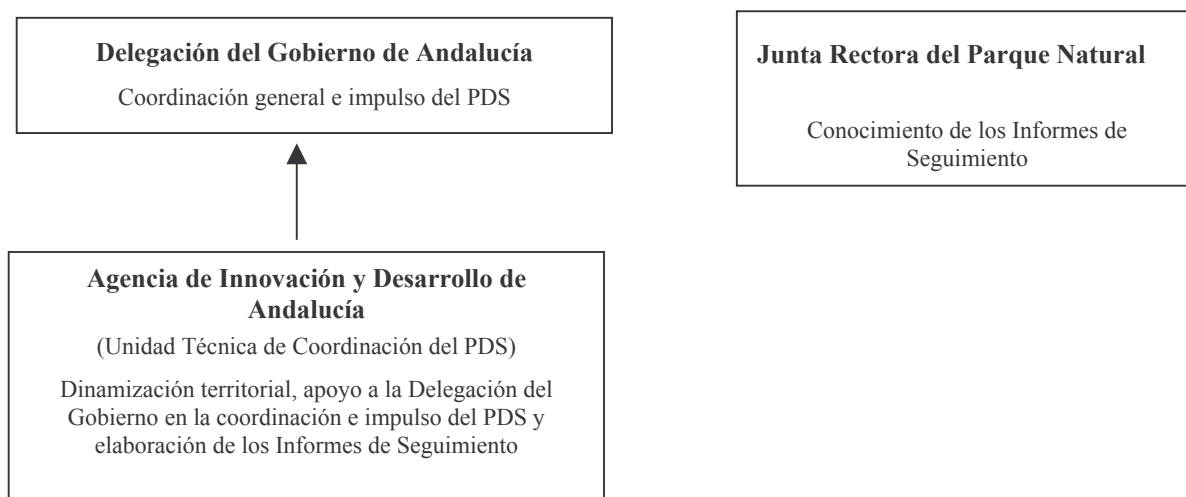 Delegación del Gobierno de Andalucía
Coordinación general e impulso del PDS
Junta Rectora del Parque Natural
Conocimiento de los Informes de
Seguimiento
Agencia de Innovación y Desarrollo de
Andalucía
(Unidad Técnica de Coordinación del PDS)
Dinamización territorial, apoyo a la Delegación del
Gobierno en la coordinación e impulso del PDS y
elaboración de los Informes de Seguimiento